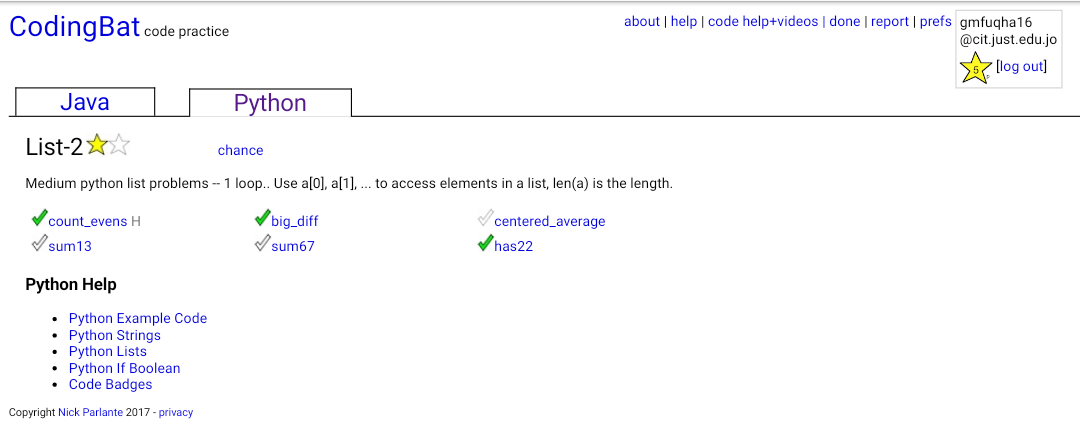 CodingBat code practice
about | help | code help+videos | done | report | prefs
gmfuqha16
@cit.just.edu.jo
5 [log out]
Java Python
List-2 chance
Medium python list problems -- 1 loop.. Use a[0], a[1], ... to access elements in a list, len(a) is the length.
count_evens H big_diff centered_average
sum13 sum67 has22
Python Help
Python Example Code
Python Strings
Python Lists
Python If Boolean
Code Badges
Copyright Nick Parlante 2017 - privacy